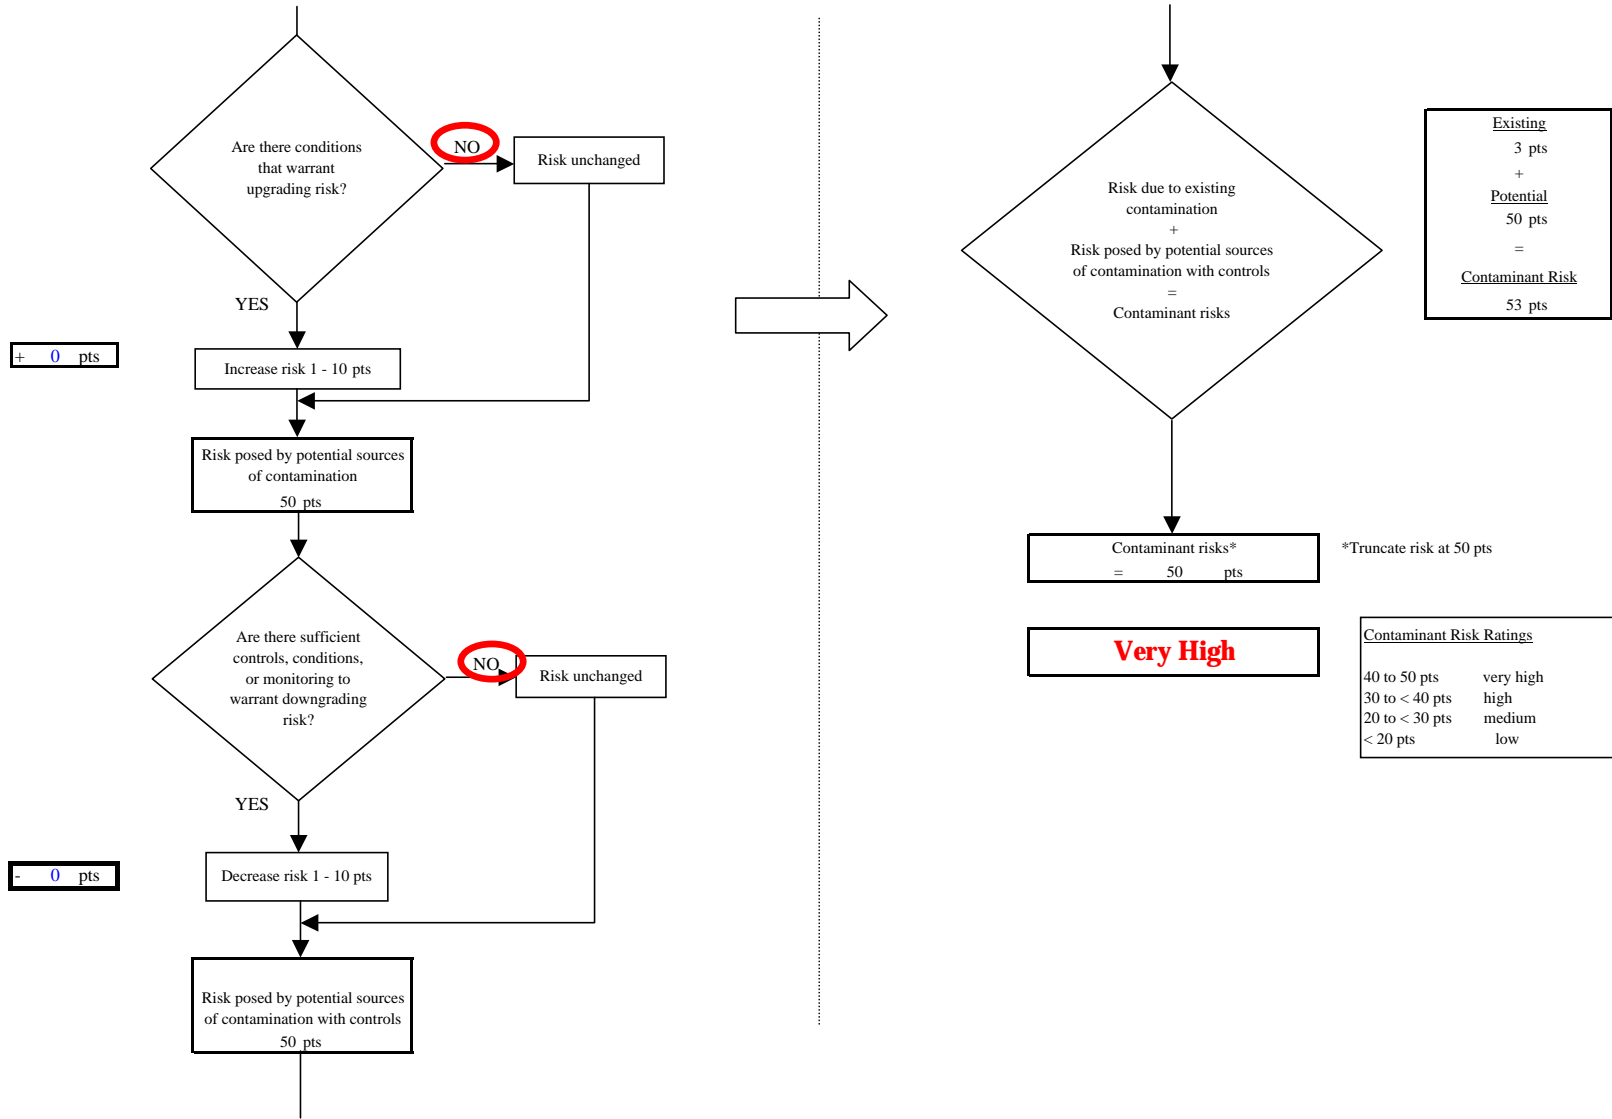 Are there conditions
that warrant
upgrading risk?
NO
Risk unchanged
YES
+ 0 pts
Increase risk 1 - 10 pts
Risk posed by potential sources
of contamination
50 pts
Are there sufficient
controls, conditions,
or monitoring to
warrant downgrading
risk?
NO
Risk unchanged
YES
- 0 pts
Decrease risk 1 - 10 pts
Risk posed by potential sources
of contamination with controls
50 pts
Risk due to existing
contamination
+
Risk posed by potential sources
of contamination with controls
=
Contaminant risks
Existing
3 pts
+
Potential
50 pts
=
Contaminant Risk
53 pts
Contaminant risks*
= 50 pts
*Truncate risk at 50 pts
Very High
Contaminant Risk Ratings
40 to 50 pts very high
30 to < 40 pts high
20 to < 30 pts medium
< 20 pts low